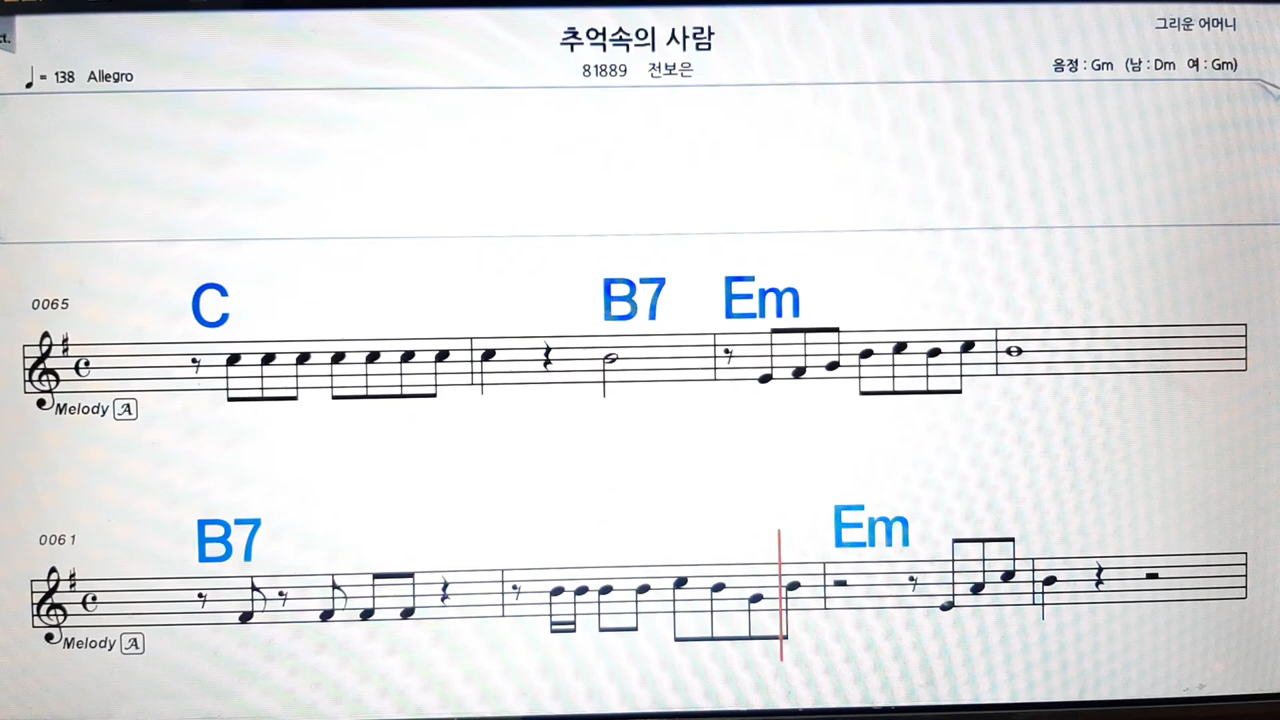 ct.
추억속의 사람
그리운 어머니
♩ = 138 Allegro
81889 전보은
음정 : Gm (남 : Dm 여 : Gm)
C B7 Em
0065
Melody A
B7 Em
0061
Melody A